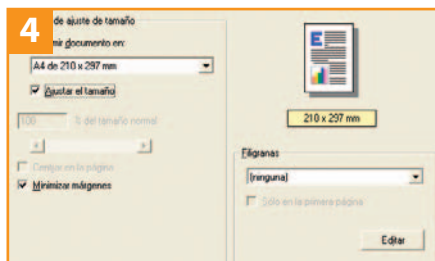 4
de ajuste de tamaño
mir documento en:
A4 de 210 x 297 mm
Ajustar el tamaño
100 % del tamaño normal
Centrar en la página
Minimizar márgenes
E
210 x 297 mm
Filigranas
(ninguna)
Sólo en la primera página
Editar